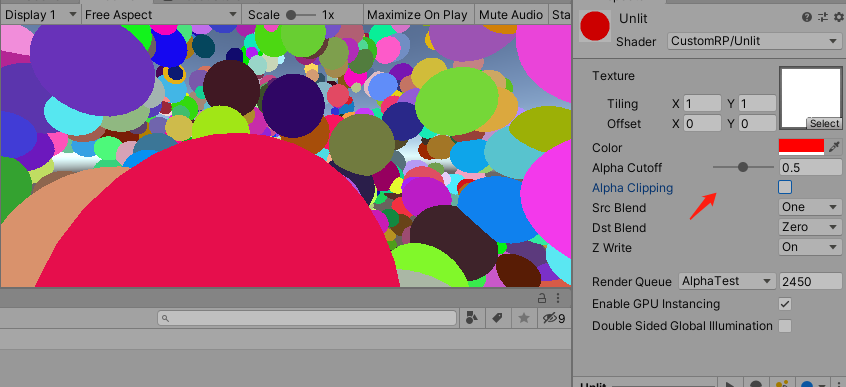 Display 1 Free Aspect Scale 1x Maximize On Play Mute Audio Sta
9
Unlit
Shader CustomRP/Unlit
Texture
Tiling X 1 Y 1
Offset X 0 Y 0
Select
Color
Alpha Cutoff 0.5
Alpha Clipping
Src Blend One
Dst Blend Zero
Z Write On
Render Queue AlphaTest 2450
Enable GPU Instancing
Double Sided Global Illumination
Unlit